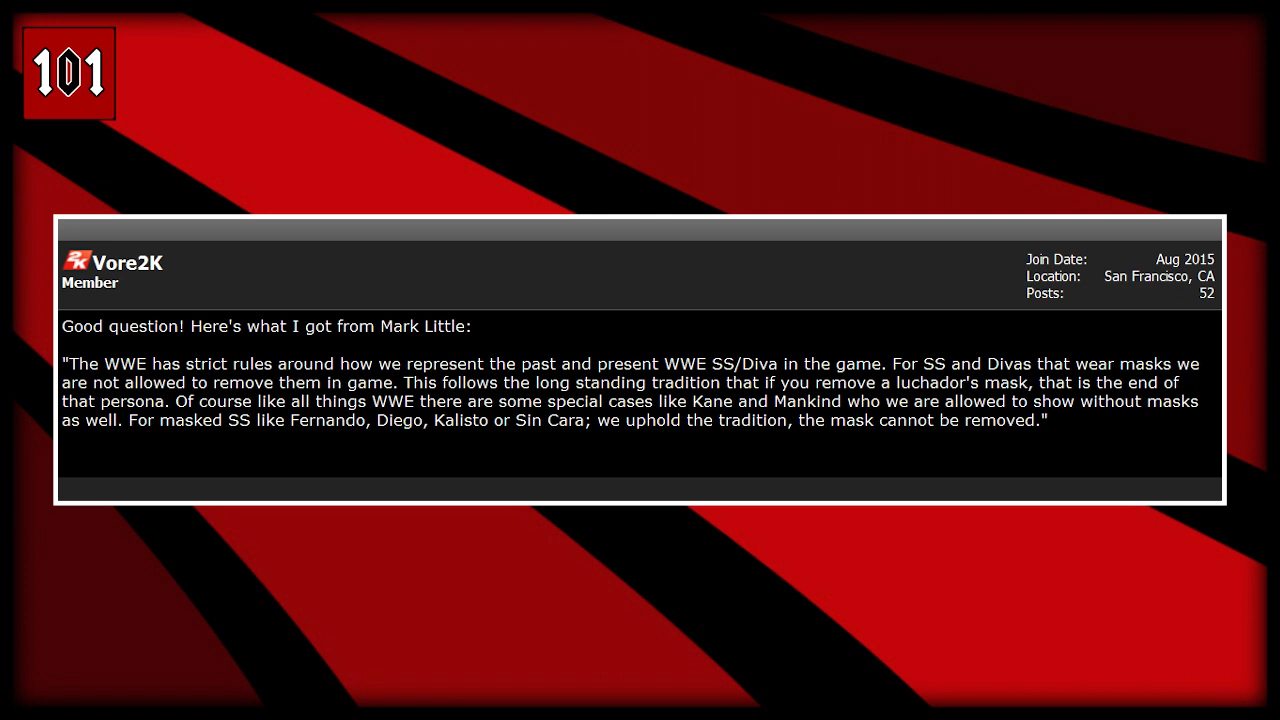 101
2K Vore2K
Member
Join Date: Aug 2015
Location: San Francisco, CA
Posts: 52
Good question! Here's what I got from Mark Little:
"The WWE has strict rules around how we represent the past and present WWE SS/Diva in the game. For SS and Divas that wear masks we
are not allowed to remove them in game. This follows the long standing tradition that if you remove a luchador's mask, that is the end of
that persona. Of course like all things WWE there are some special cases like Kane and Mankind who we are allowed to show without masks
as well. For masked SS like Fernando, Diego, Kalisto or Sin Cara; we uphold the tradition, the mask cannot be removed."